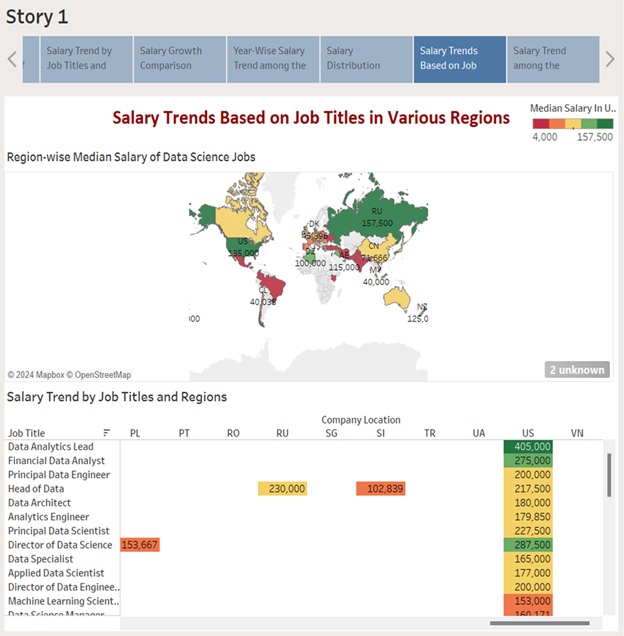 Story 1
Salary Trend by Job Titles and
Salary Growth Comparison
Year-Wise Salary Trend among the
Salary Distribution
Salary Trends Based on Job
Salary Trend among the
Salary Trends Based on Job Titles in Various Regions
Median Salary In U..
4,000 157,500
Region-wise Median Salary of Data Science Jobs
RU
157,500
DK
US
135,000
CN
71,666
AE
100,000
115,000
MY
40,000
CL
40,038
NZ
125,0
00
© 2024 Mapbox © OpenStreetMap
2 unknown
Salary Trend by Job Titles and Regions
Company Location
Job Title PL PT RO RU SG SI TR UA US VN
Data Analytics Lead 405,000
Financial Data Analyst 275,000
Principal Data Engineer 200,000
Head of Data 230,000 102,839 217,500
Data Architect 180,000
Analytics Engineer 179,850
Principal Data Scientist 227,500
Director of Data Science 153,667 287,500
Data Specialist 165,000
Applied Data Scientist 177,000
Director of Data Enginee.. 200,000
Machine Learning Scient.. 153,000
Data Science Manager 160,171